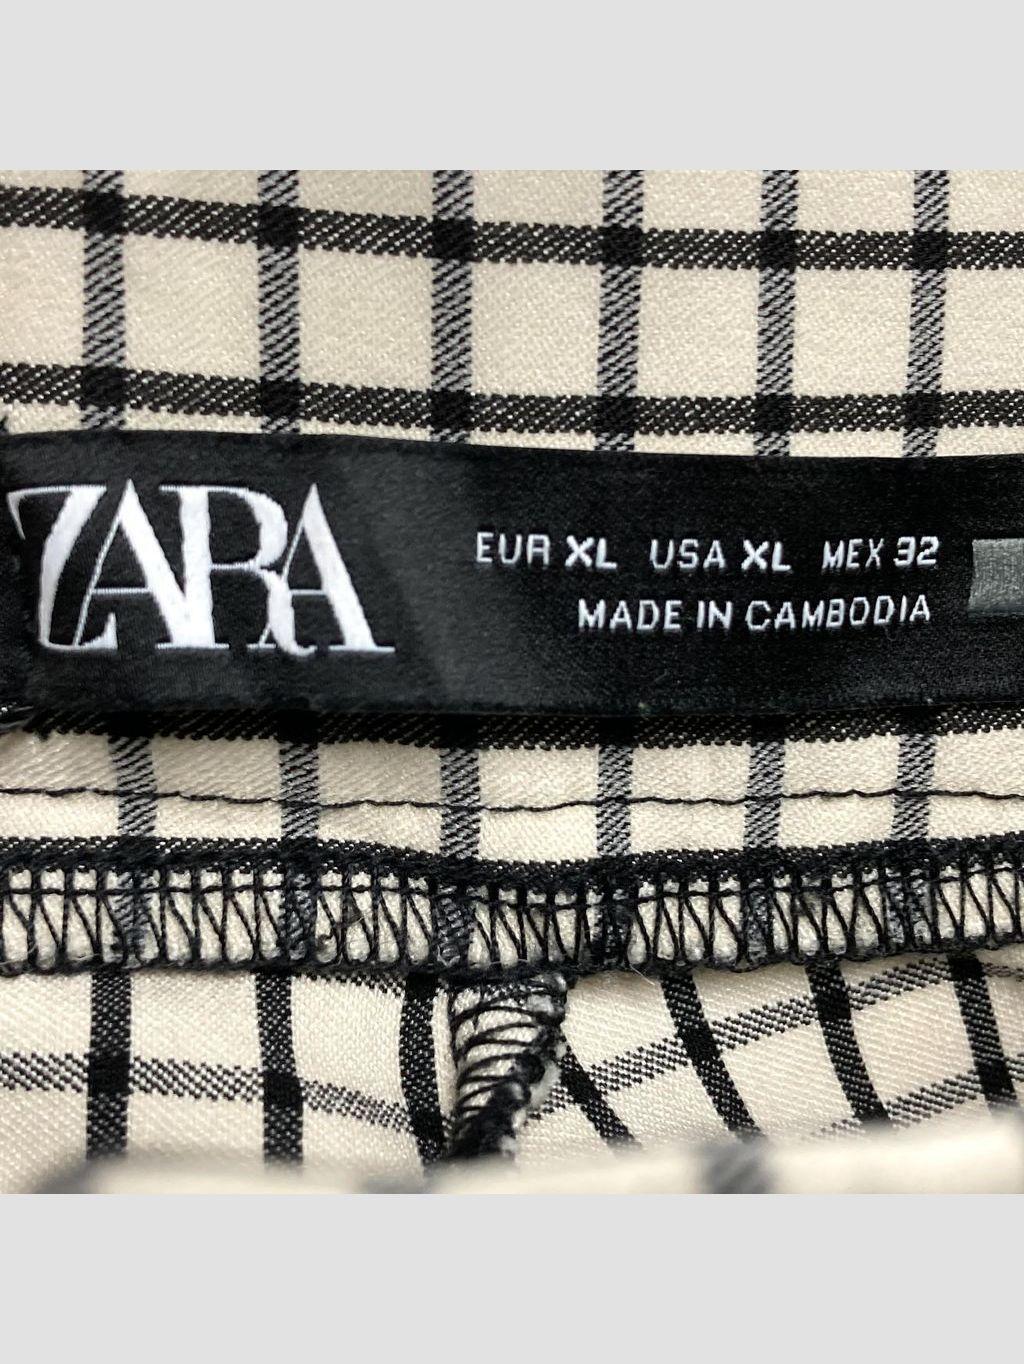 ZARA
EUR XL USA XL MEX 32
MADE IN CAMBODIA